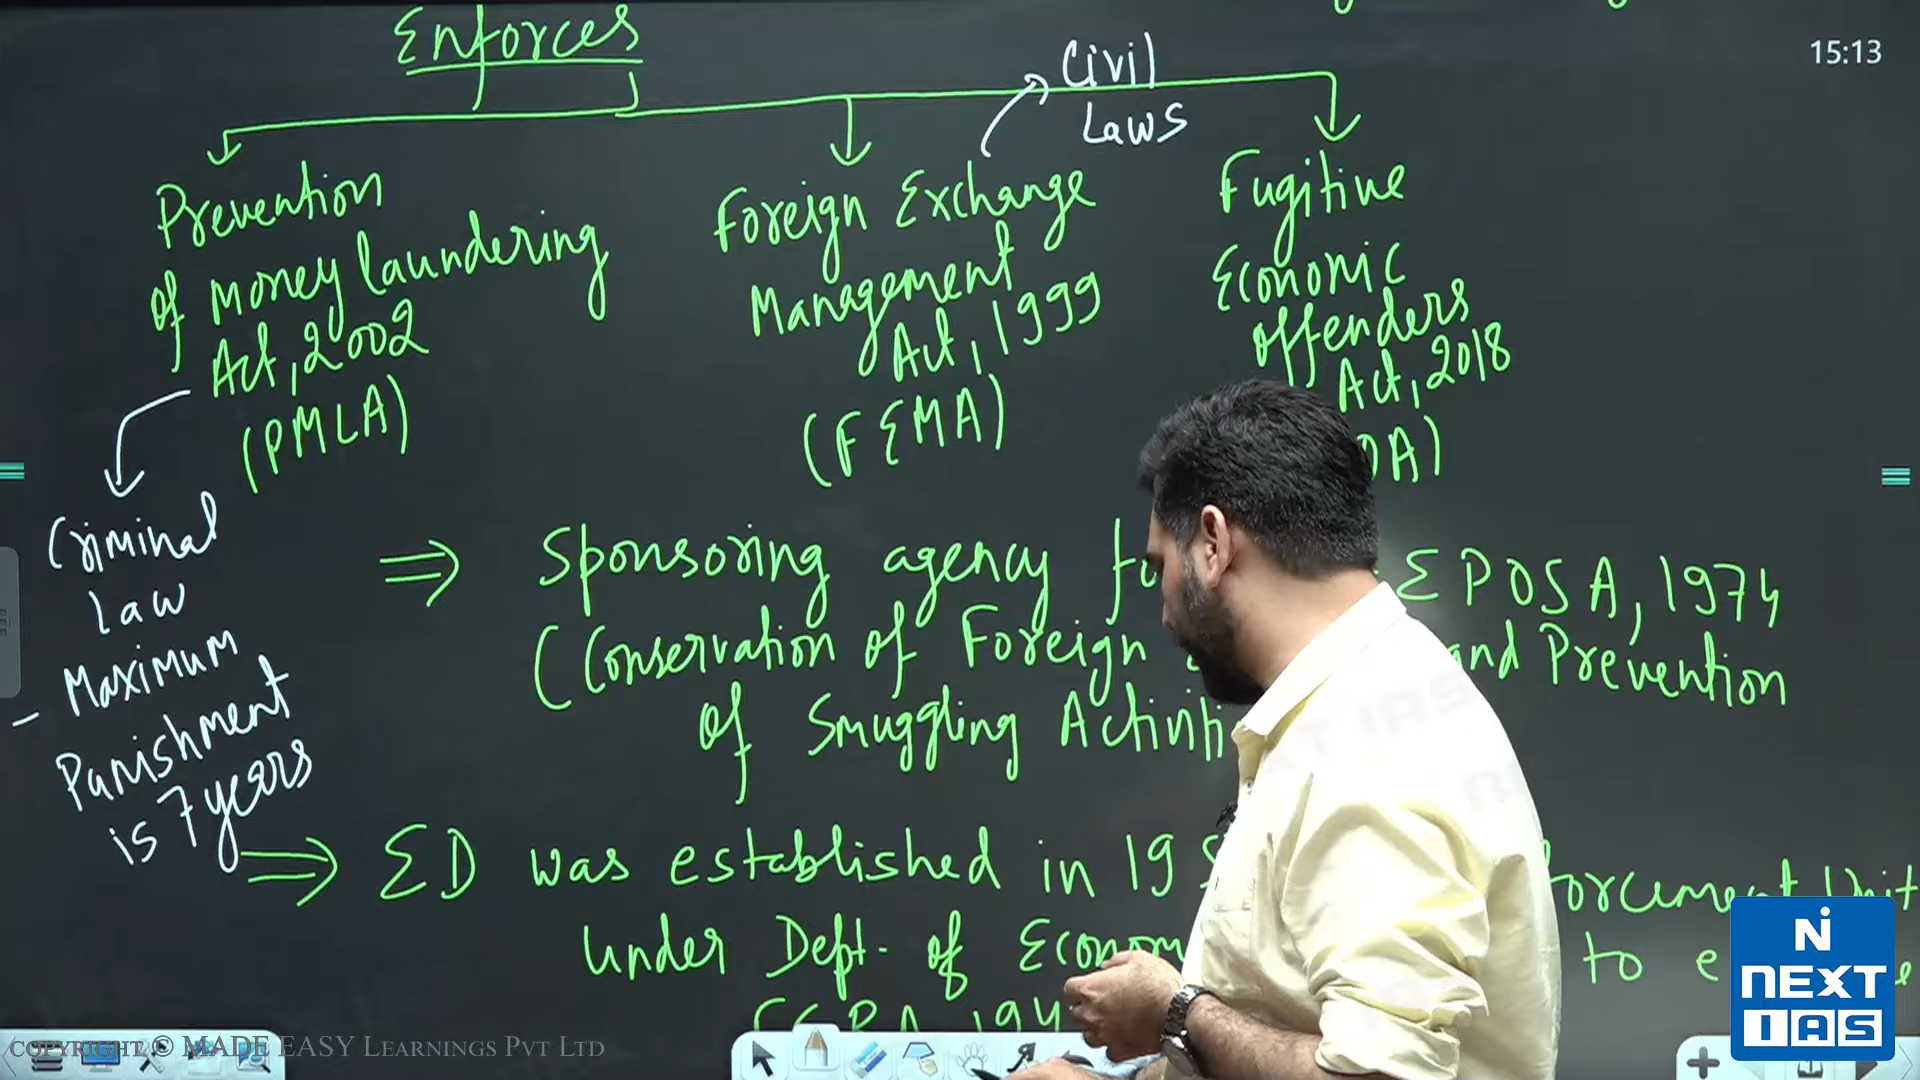 Enforces
15:13
Civil
Laws
Prevention
of Money laundering
Act, 2002
(PMLA)
Foreign Exchange
Management
Act, 1999
(FEMA)
Fugitive
Economic
offenders
Act, 2018
Criminal
law
- Maximum
Punishment
is 7 years
⇒ Sponsoring agency EPOSA, 1974
(Conservation of Foreign and Prevention
of Smuggling
⇒ ED was established in 19 Unit
under Dept. of to
COPYRIGHT © MADE EASY LEARNINGS PVT LTD
N
NEXT
IAS